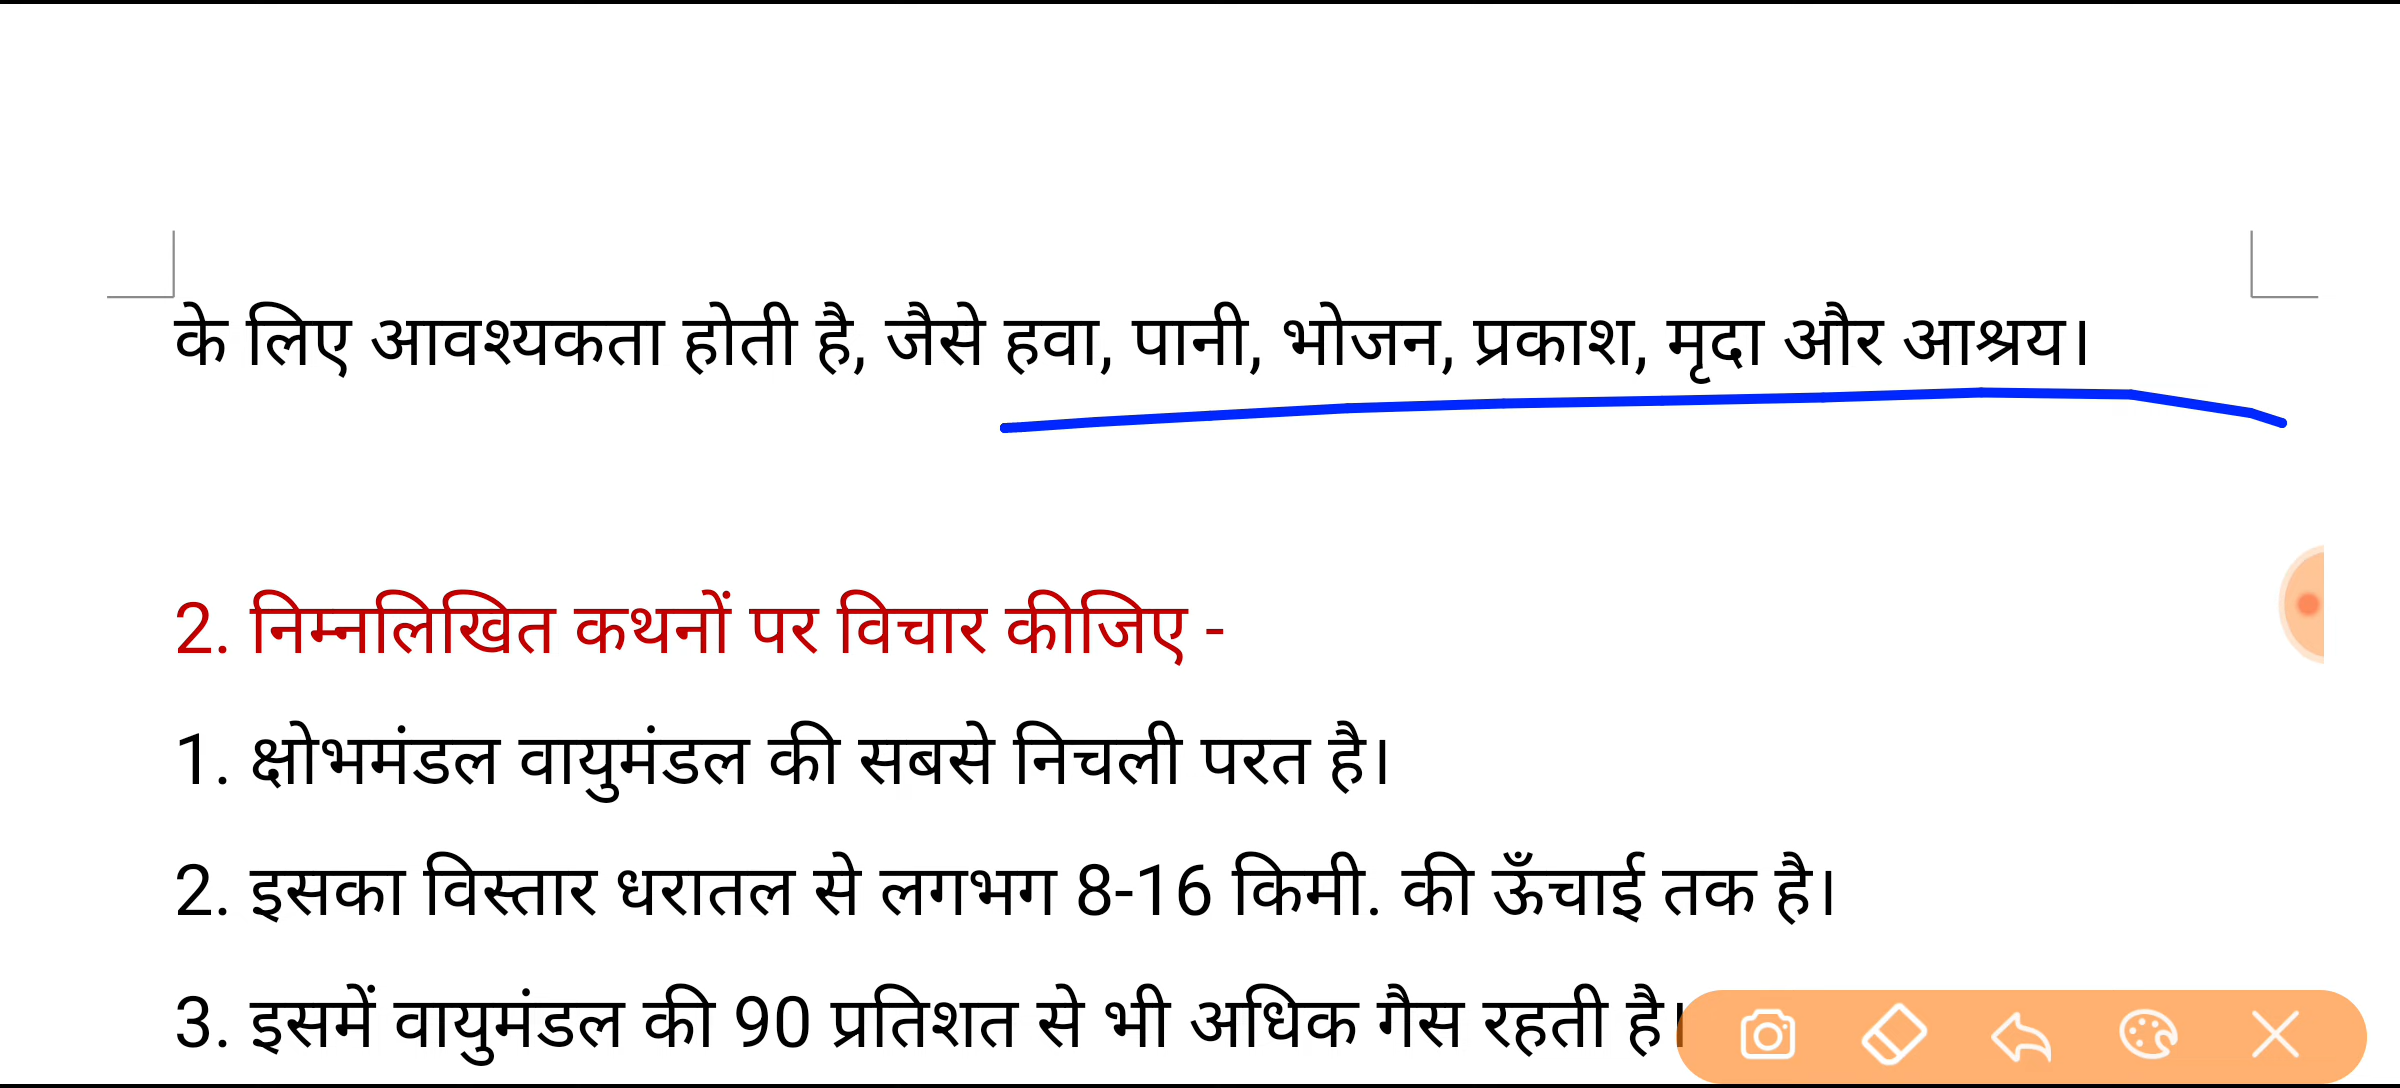 के लिए आवश्यकता होती है, जैसे हवा, पानी, भोजन, प्रकाश, मृदा और आश्रय।
2. निम्नलिखित कथनों पर विचार कीजिए -
1. क्षोभमंडल वायुमंडल की सबसे निचली परत है।
2. इसका विस्तार धरातल से लगभग 8-16 किमी. की ऊँचाई तक है।
3. इसमें वायुमंडल की 90 प्रतिशत से भी अधिक गैस रहती है।